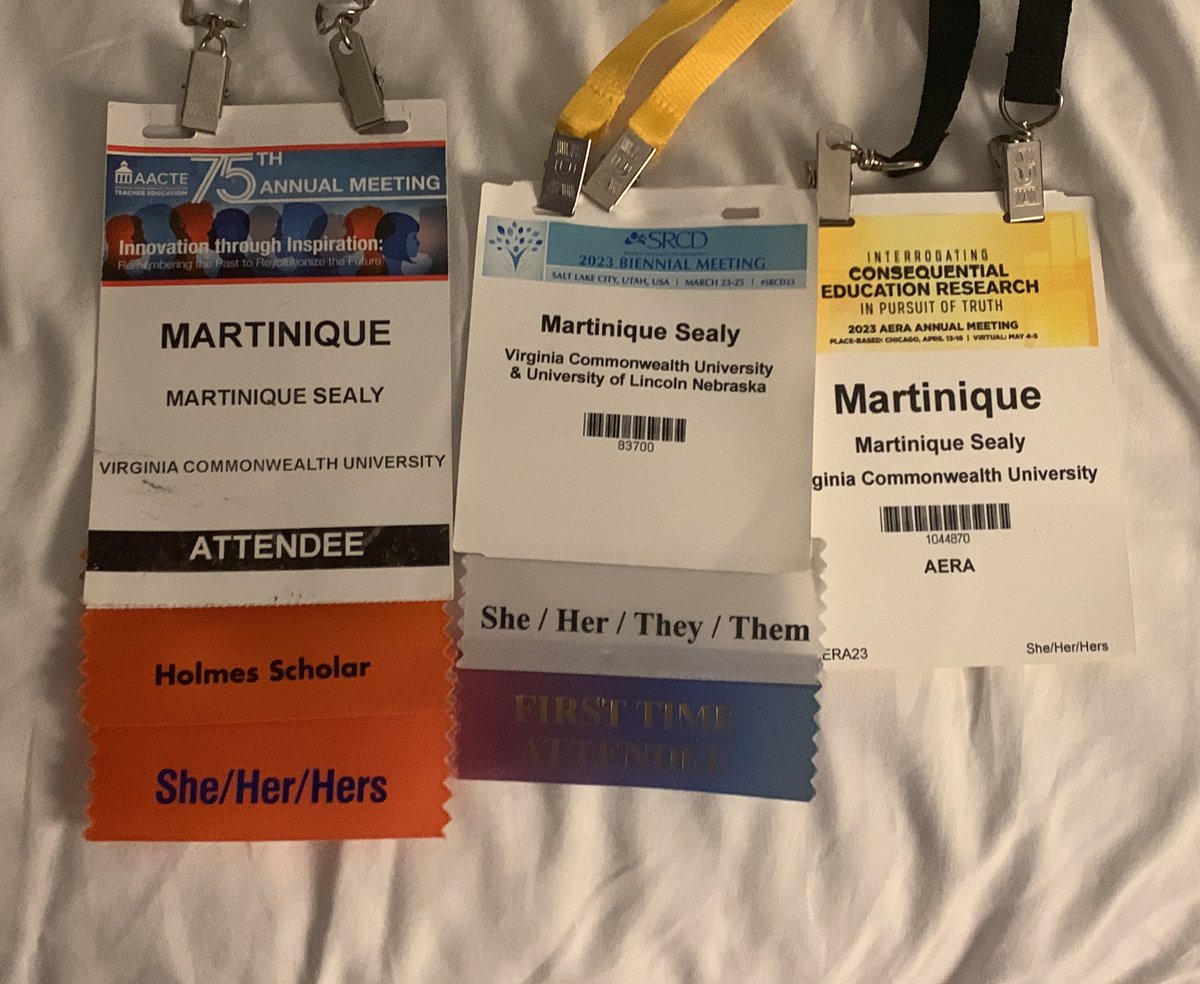 AACTE
TEACHER EDUCATION
75TH
ANNUAL MEETING
Innovation through Inspiration:
Remembering the Past to Revolutionize the Future
MARTINIQUE
MARTINIQUE SEALY
VIRGINIA COMMONWEALTH UNIVERSITY
ATTENDEE
Holmes Scholar
She/Her/Hers
SRCD
2023 BIENNIAL MEETING
SALT LAKE CITY, UTAH, USA | MARCH 23-25 | #SRCD23
Martinique Sealy
Virginia Commonwealth University
& University of Lincoln Nebraska
83700
She / Her / They / Them
FIRST TIME
ATTENDEE
INTERROGATING
CONSEQUENTIAL
EDUCATION RESEARCH
IN PURSUIT OF TRUTH
2023 AERA ANNUAL MEETING
PLACE-BASED: CHICAGO, APRIL 13-16 | VIRTUAL: MAY 4-5
Martinique
Martinique Sealy
ginia Commonwealth University
1044870
AERA
ERA23
She/Her/Hers